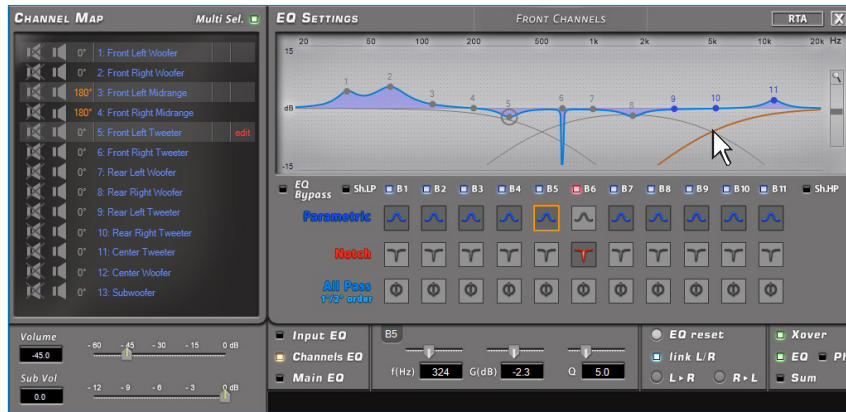 CHANNEL MAP
Multi Sel.
0° 1: Front Left Woofer
0° 2: Front Right Woofer
180° 3: Front Left Midrange
180° 4: Front Right Midrange
0° 5: Front Left Tweeter edit
0° 6: Front Right Tweeter
0° 7: Rear Left Woofer
0° 8: Rear Right Woofer
0° 9: Rear Left Tweeter
0° 10: Rear Right Tweeter
0° 11: Center Tweeter
0° 12: Center Woofer
0° 13: Subwoofer
Volume
-60 -45 -30 -15 0 dB
-45.0
Sub Vol
-12 -9 -6 -3 0 dB
0.0
EQ SETTINGS
FRONT CHANNELS
RTA X
20 50 100 200 500 1k 2k 5k 10k 20k Hz
15
dB
-15
1 2 3 4 5 6 7 8 9 10 11
EQ Bypass
Sh.LP B1 B2 B3 B4 B5 B6 B7 B8 B9 B10 B11 Sh.HP
Parametric
Notch
All Pass
1°/2° order
Input EQ
Channels EQ
Main EQ
B5
f(Hz) 324 G(dB) -2.3 Q 5.0
EQ reset
link L/R
L▸R R▸L
Xover
EQ Ph
Sum